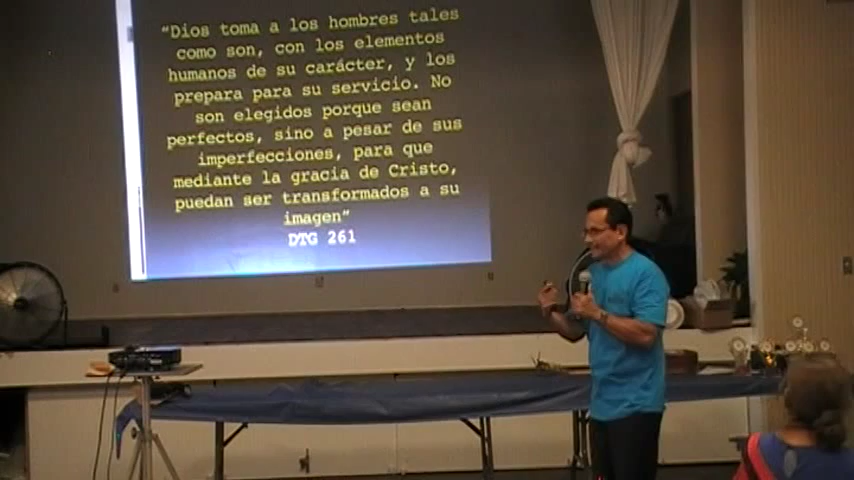 "Dios toma a los hombres tales
como son, con los elementos
humanos de su carácter, y los
prepara para su servicio. No
son elegidos porque sean
perfectos, sino a pesar de sus
imperfecciones, para que
mediante la gracia de Cristo,
puedan ser transformados a su
imagen"
DTG 261